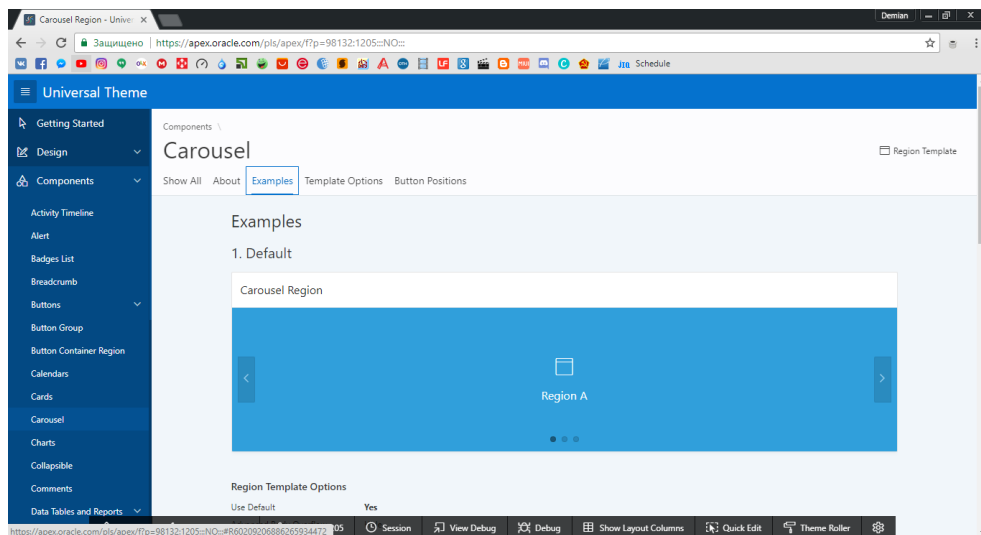 Carousel Region - Univer
Demian
Защищено
https://apex.oracle.com/pls/apex/f?p=98132:1205:::NO:::
Schedule
Universal Theme
Getting Started
Design
Components
Activity Timeline
Alert
Badges List
Breadcrumb
Buttons
Button Group
Button Container Region
Calendars
Cards
Carousel
Charts
Collapsible
Comments
Data Tables and Reports
Components \
Carousel
Region Template
Show All About Examples Template Options Button Positions
Examples
1. Default
Carousel Region
Region A
Region Template Options
Use Default Yes
https://apex.oracle.com/pls/apex/f?p=98132:1205:::NO:::#R60209206886265934472
05 Session View Debug Debug Show Layout Columns Quick Edit Theme Roller